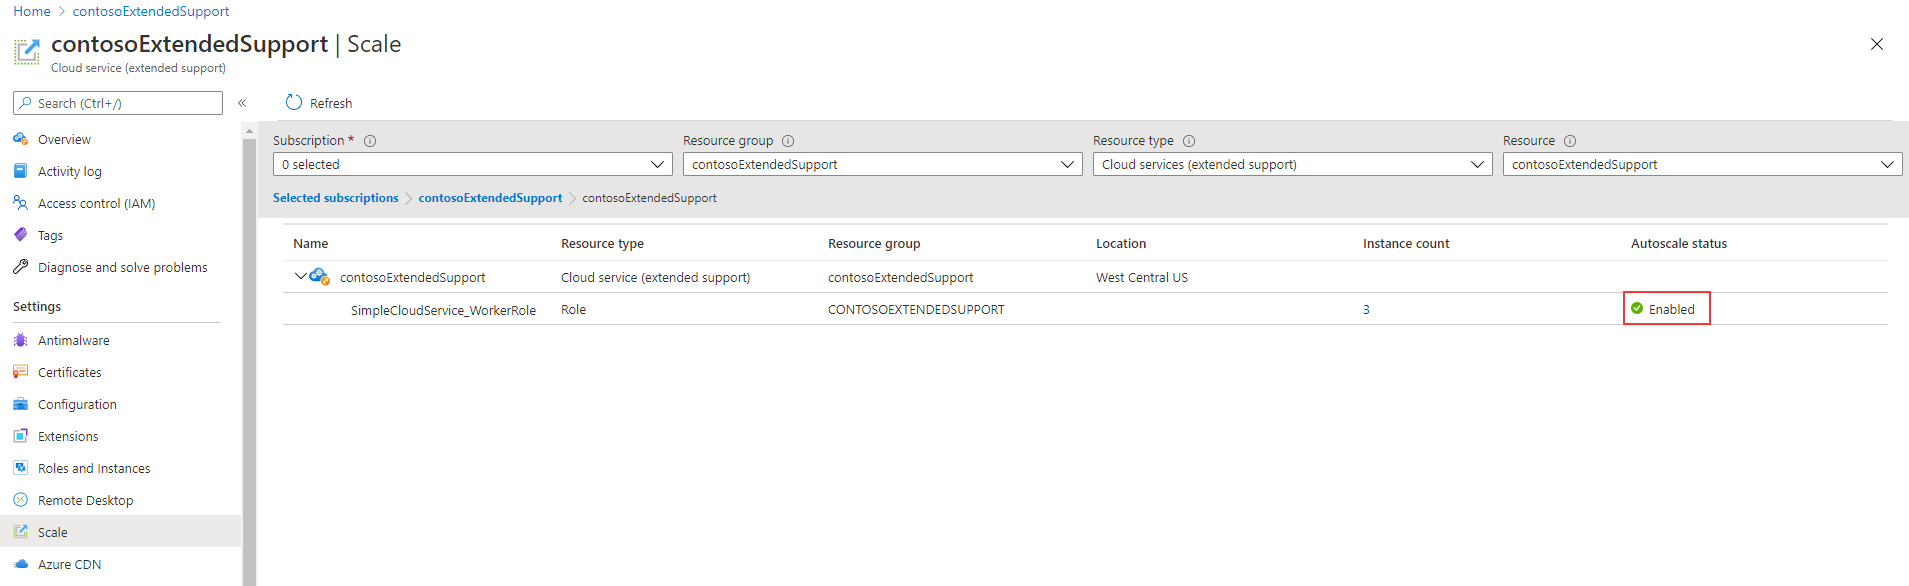 Home > contosoExtendedSupport
contosoExtendedSupport | Scale
Cloud service (extended support)
Search (Ctrl+/)
«
Refresh
Overview
Activity log
Access control (IAM)
Tags
Diagnose and solve problems
Settings
Antimalware
Certificates
Configuration
Extensions
Roles and Instances
Remote Desktop
Scale
Azure CDN
Subscription * Resource group Resource type Resource
0 selected contosoExtendedSupport Cloud services (extended support) contosoExtendedSupport
Selected subscriptions > contosoExtendedSupport > contosoExtendedSupport
Name Resource type Resource group Location Instance count Autoscale status
contosoExtendedSupport Cloud service (extended support) contosoExtendedSupport West Central US
SimpleCloudService_WorkerRole Role CONTOSOEXTENDEDSUPPORT 3 Enabled